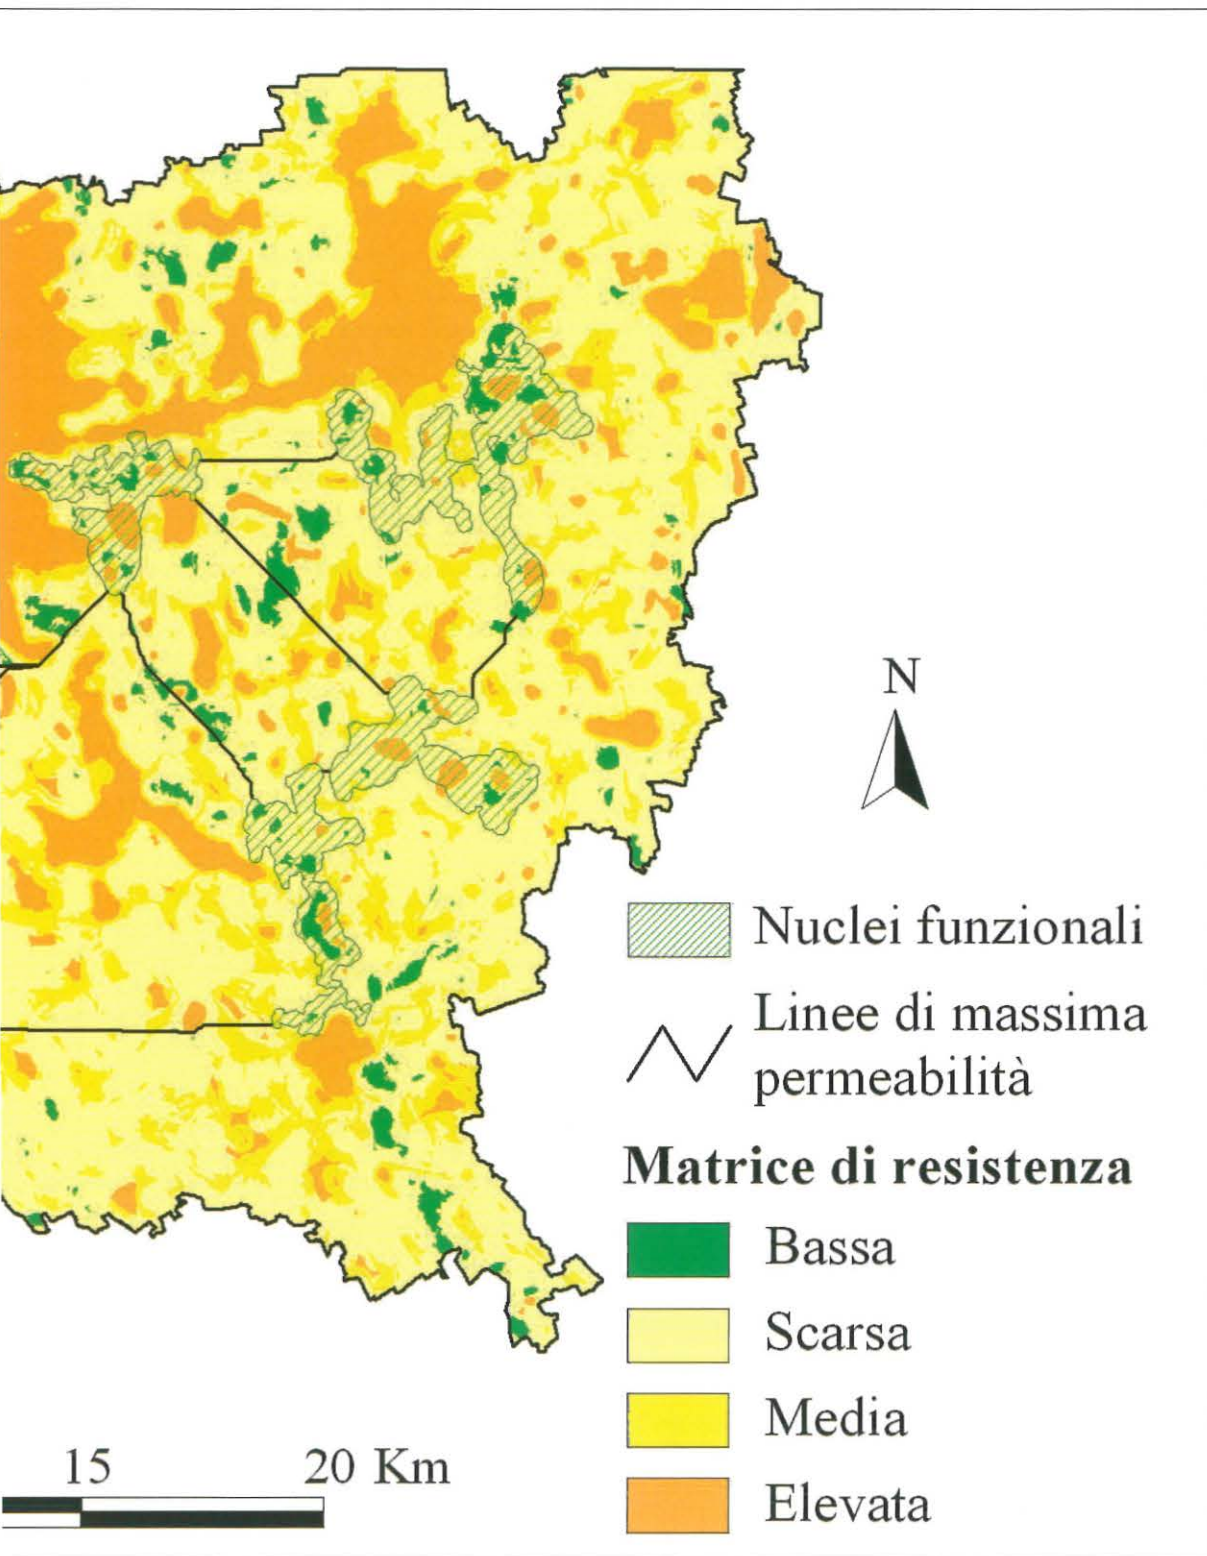 N
Nuclei funzionali
Linee di massima
permeabilità
Matrice di resistenza
Bassa
Scarsa
Media
Elevata
15 20 Km